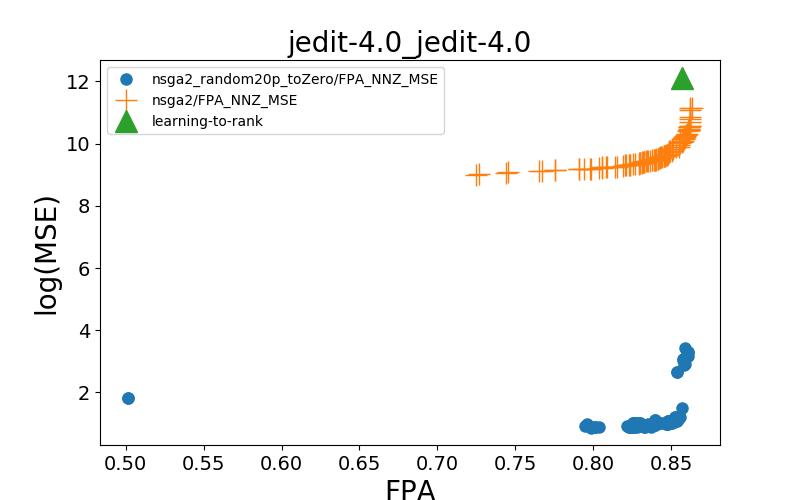 jedit-4.0_jedit-4.0
nsga2_random20p_toZero/FPA_NNZ_MSE
nsga2/FPA_NNZ_MSE
learning-to-rank
log(MSE)
12
10
8
6
4
2
0.50 0.55 0.60 0.65 0.70 0.75 0.80 0.85
FPA